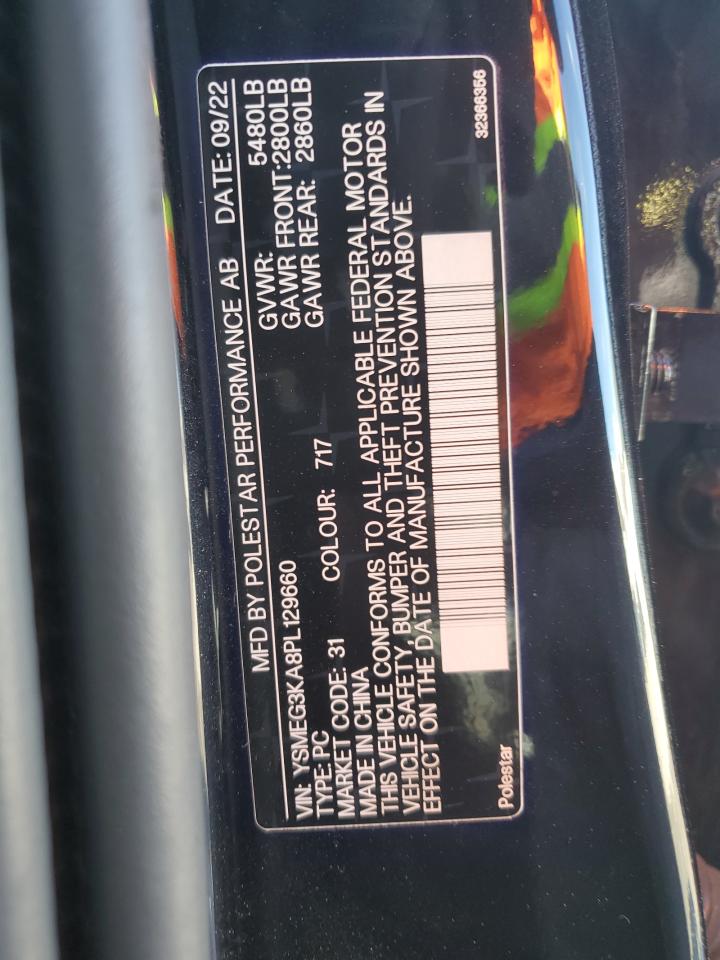 MFD BY POLESTAR PERFORMANCE AB DATE: 09/22
VIN: YSMEG3KA8PL129660 GVWR: 5480LB
TYPE: PC GAWR FRONT:2800LB
MARKET CODE: 31 COLOUR: 717 GAWR REAR: 2860LB
MADE IN CHINA
THIS VEHICLE CONFORMS TO ALL APPLICABLE FEDERAL MOTOR
VEHICLE SAFETY, BUMPER AND THEFT PREVENTION STANDARDS IN
EFFECT ON THE DATE OF MANUFACTURE SHOWN ABOVE.
Polestar 32366356